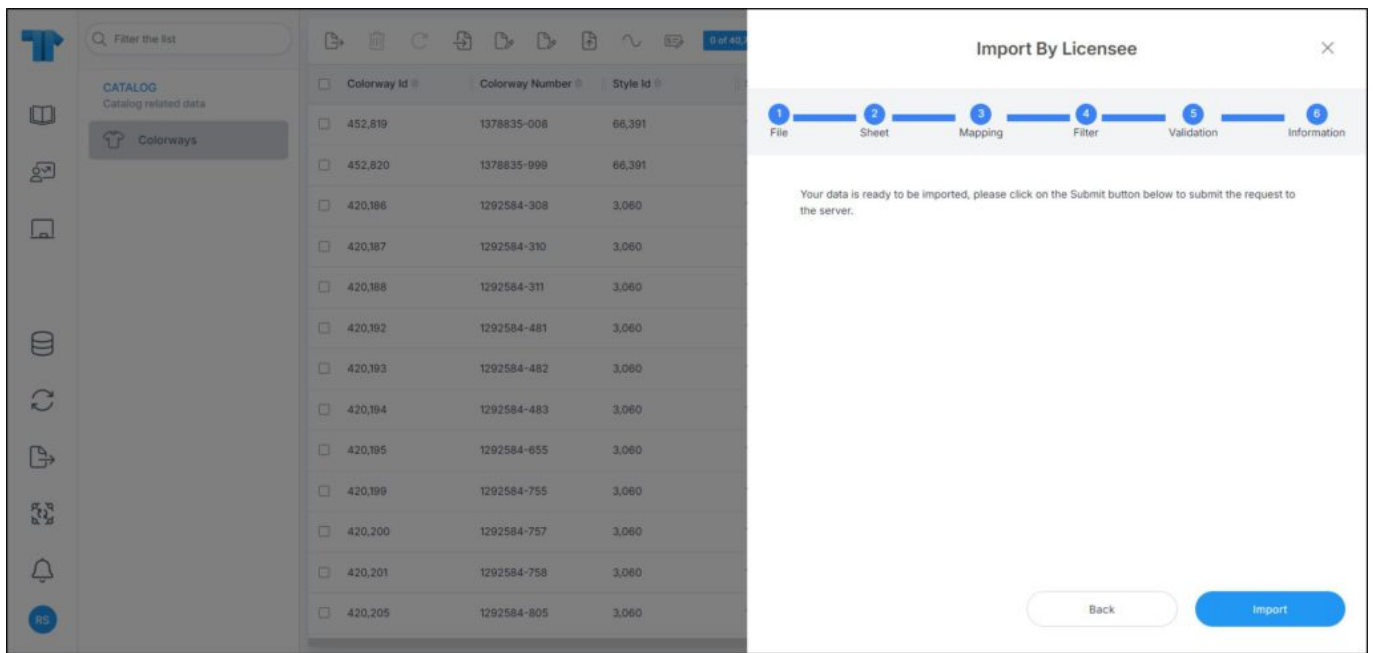 Filter the list
CATALOG
Catalog related data
Colorways
0 of 40,
Colorway Id
Colorway Number
Style Id
452,819
1378835-008
66,391
452,820
1378835-999
66,391
420,186
1292584-308
3,060
420,187
1292584-310
3,060
420,188
1292584-311
3,060
420,192
1292584-481
3,060
420,193
1292584-482
3,060
420,194
1292584-483
3,060
420,195
1292584-655
3,060
420,199
1292584-755
3,060
420,200
1292584-757
3,060
420,201
1292584-758
3,060
420,205
1292584-805
3,060
RS
Import By Licensee
1
2
3
4
5
6
File
Sheet
Mapping
Filter
Validation
Information
Your data is ready to be imported, please click on the Submit button below to submit the request to
the server.
Back
Import